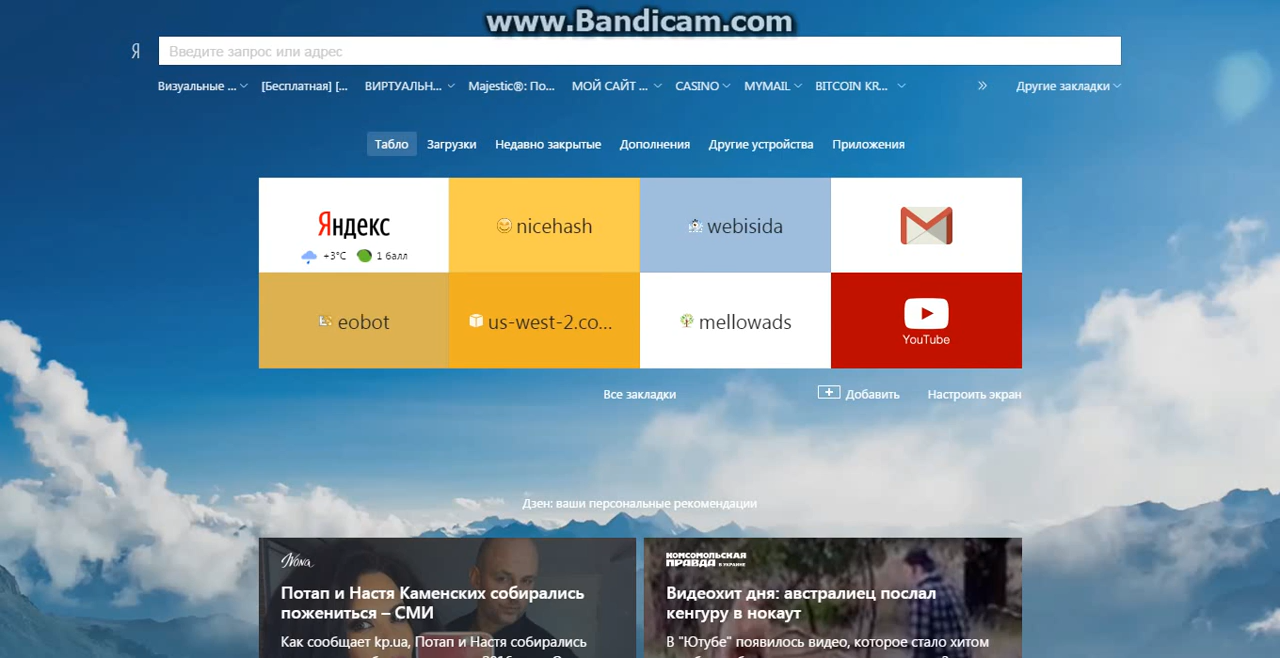 www.Bandicam.com
Я
Введите запрос или адрес
Визуальные ... [Бесплатная] [... ВИРТУАЛЬН... Majestic®: По... МОЙ САЙТ ... CASINO MYMAIL BITCOIN KR... » Другие закладки
Табло Загрузки Недавно закрытые Дополнения Другие устройства Приложения
Яндекс
+3°C 1 балл
nicehash
webisida
eobot
us-west-2.co...
mellowads
YouTube
Все закладки Добавить Настроить экран
Дзен: ваши персональные рекомендации
Nona
Потап и Настя Каменских собирались
пожениться – СМИ
Как сообщает kp.ua, Потап и Настя собирались
КОМСОМОЛЬСКАЯ
ПРАВДА В УКРАИНЕ
Видеохит дня: австралиец послал
кенгуру в нокаут
В "Ютубе" появилось видео, которое стало хитом